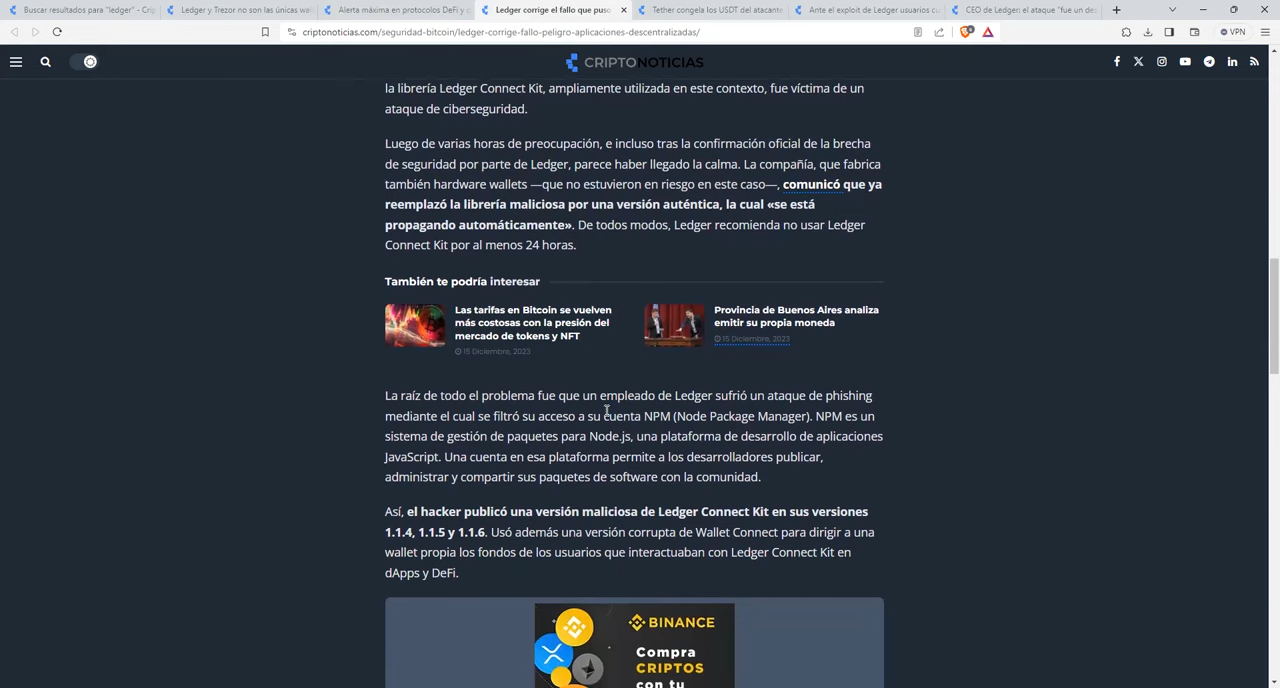 Buscar resultados para "ledger" - Crip
Ledger y Trezor no son las únicas wa
Alerta máxima en protocolos DeFi y q
Ledger corrige el fallo que puso
Tether congela los USDT del atacante
Ante el exploit de Ledger usuarios cu
CEO de Ledger: el ataque "fue un des
criptonoticias.com/seguridad-bitcoin/ledger-corrige-fallo-peligro-aplicaciones-descentralizadas/
VPN
CRIPTONOTICIAS
la librería Ledger Connect Kit, ampliamente utilizada en este contexto, fue víctima de un
ataque de ciberseguridad.
Luego de varias horas de preocupación, e incluso tras la confirmación oficial de la brecha
de seguridad por parte de Ledger, parece haber llegado la calma. La compañía, que fabrica
también hardware wallets —que no estuvieron en riesgo en este caso—, comunicó que ya
reemplazó la librería maliciosa por una versión auténtica, la cual «se está
propagando automáticamente». De todos modos, Ledger recomienda no usar Ledger
Connect Kit por al menos 24 horas.
También te podría interesar
Las tarifas en Bitcoin se vuelven
más costosas con la presión del
mercado de tokens y NFT
15 Diciembre, 2023
Provincia de Buenos Aires analiza
emitir su propia moneda
15 Diciembre, 2023
La raíz de todo el problema fue que un empleado de Ledger sufrió un ataque de phishing
mediante el cual se filtró su acceso a su cuenta NPM (Node Package Manager). NPM es un
sistema de gestión de paquetes para Node.js, una plataforma de desarrollo de aplicaciones
JavaScript. Una cuenta en esa plataforma permite a los desarrolladores publicar,
administrar y compartir sus paquetes de software con la comunidad.
Así, el hacker publicó una versión maliciosa de Ledger Connect Kit en sus versiones
1.1.4, 1.1.5 y 1.1.6. Usó además una versión corrupta de Wallet Connect para dirigir a una
wallet propia los fondos de los usuarios que interactuaban con Ledger Connect Kit en
dApps y DeFi.
BINANCE
Compra
CRIPTOS
con tu